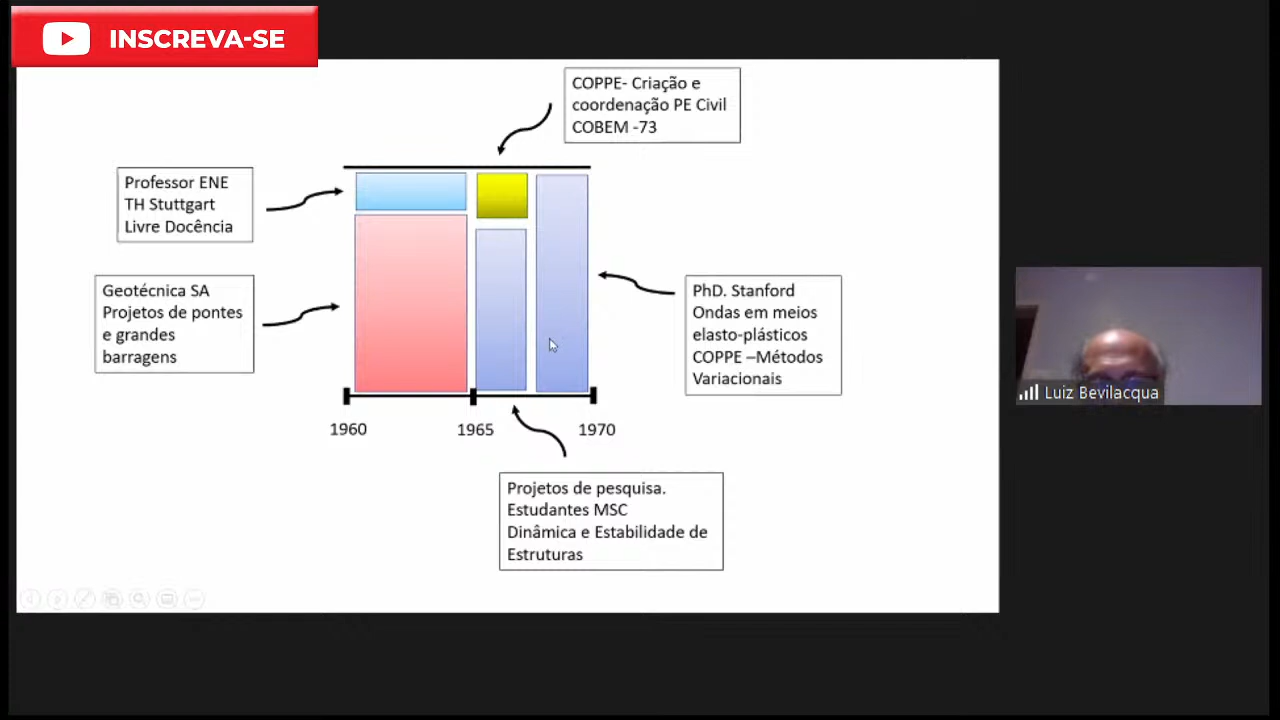 INSCREVA-SE
COPPE- Criação e
coordenação PE Civil
COBEM -73
Professor ENE
TH Stuttgart
Livre Docência
Geotécnica SA
Projetos de pontes
e grandes
barragens
PhD. Stanford
Ondas em meios
elasto-plásticos
COPPE –Métodos
Variacionais
Luiz Bevilacqua
1960
1965
1970
Projetos de pesquisa.
Estudantes MSC
Dinâmica e Estabilidade de
Estruturas